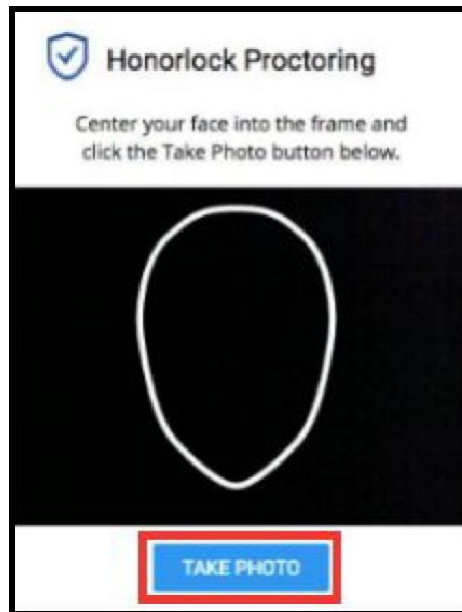 Honorlock Proctoring
Center your face into the frame and
click the Take Photo button below.
TAKE PHOTO